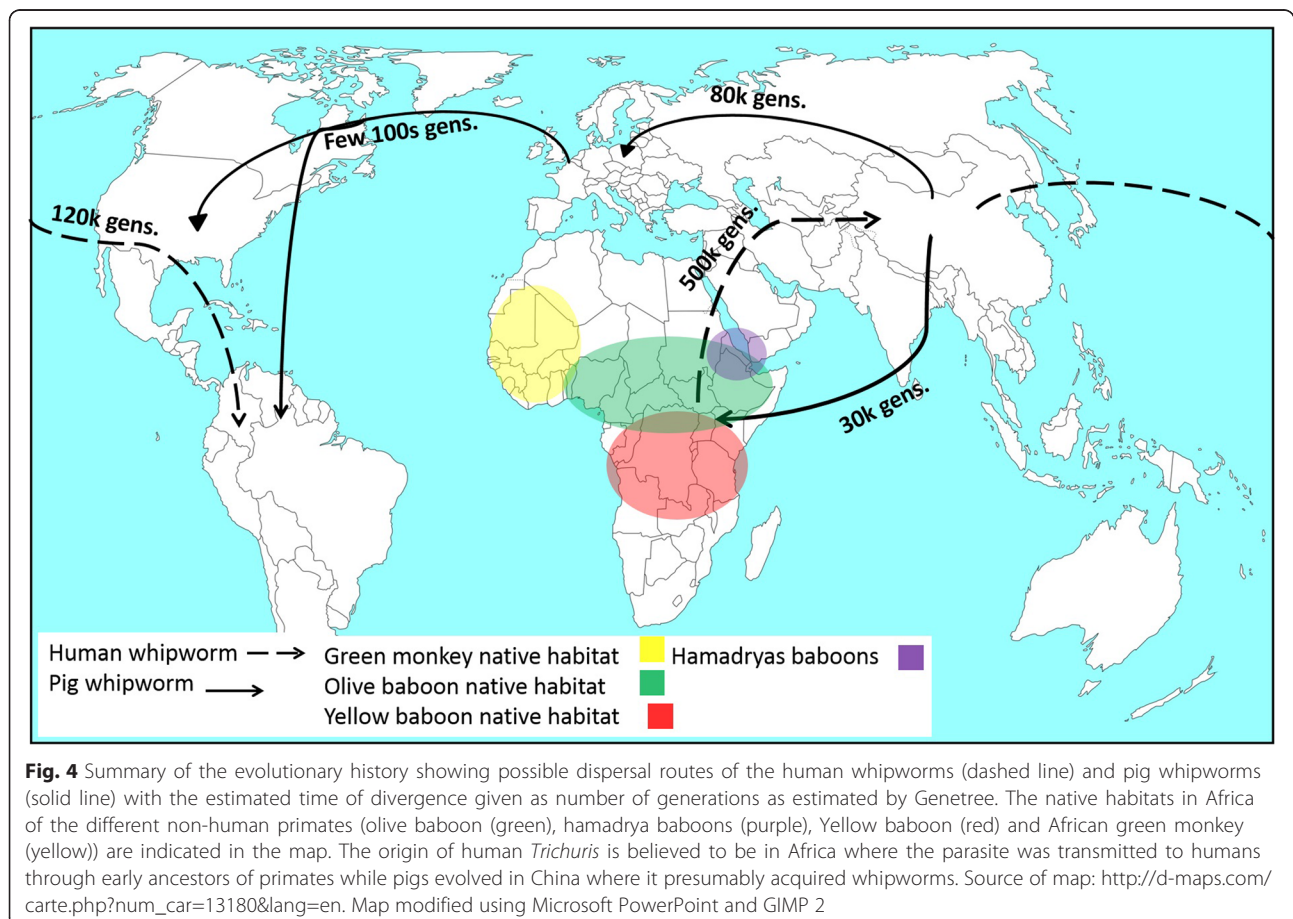 80k gens.
Few 100s gens.
120k gens.
500k gens.
30k gens.
Human whipworm
Pig whipworm
Green monkey native habitat
Olive baboon native habitat
Yellow baboon native habitat
Hamadryas baboons
Fig. 4 Summary of the evolutionary history showing possible dispersal routes of the human whipworms (dashed line) and pig whipworms
(solid line) with the estimated time of divergence given as number of generations as estimated by Genetree. The native habitats in Africa
of the different non-human primates (olive baboon (green), hamadrya baboons (purple), Yellow baboon (red) and African green monkey
(yellow)) are indicated in the map. The origin of human Trichuris is believed to be in Africa where the parasite was transmitted to humans
through early ancestors of primates while pigs evolved in China where it presumably acquired whipworms. Source of map: http://d-maps.com/
carte.php?num_car=13180&lang=en. Map modified using Microsoft PowerPoint and GIMP 2